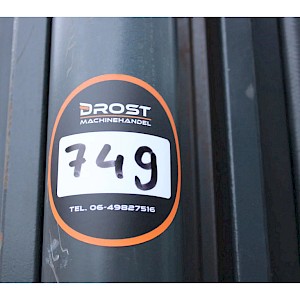 DROST
MACHINEHANDEL
749
TEL. 06-49827516